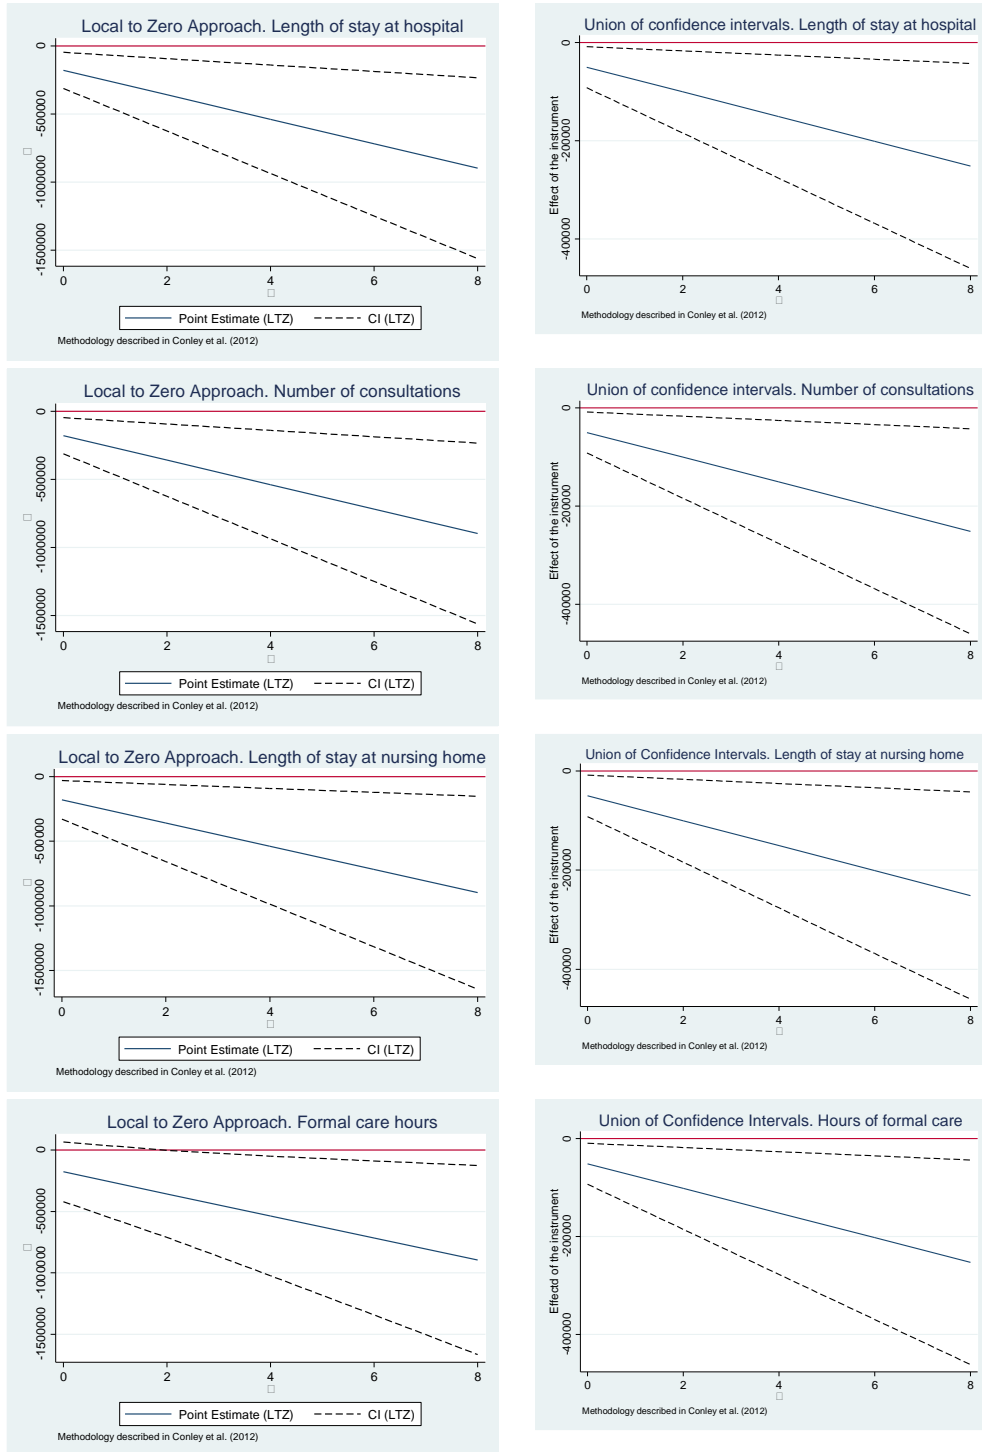 Local to Zero Approach. Length of stay at hospital
0
-500000
-1000000
-1500000
0 2 4 6 8
Point Estimate (LTZ) CI (LTZ)
Methodology described in Conley et al. (2012)
Union of confidence intervals. Length of stay at hospital
Effect of the instrument
0
-200000
-400000
0 2 4 6 8
Methodology described in Conley et al. (2012)
Local to Zero Approach. Number of consultations
0
-500000
-1000000
-1500000
0 2 4 6 8
Point Estimate (LTZ) CI (LTZ)
Methodology described in Conley et al. (2012)
Union of confidence intervals. Number of consultations
Effect of the instrument
0
-200000
-400000
0 2 4 6 8
Methodology described in Conley et al. (2012)
Local to Zero Approach. Length of stay at nursing home
0
-500000
-1000000
-1500000
0 2 4 6 8
Point Estimate (LTZ) CI (LTZ)
Methodology described in Conley et al. (2012)
Union of Confidence Intervals. Length of stay at nursing home
Effect of the instrument
0
-200000
-400000
0 2 4 6 8
Methodology described in Conley et al. (2012)
Local to Zero Approach. Formal care hours
0
-500000
-1000000
-1500000
0 2 4 6 8
Point Estimate (LTZ) CI (LTZ)
Methodology described in Conley et al. (2012)
Union of Confidence Intervals. Hours of formal care
Effectd of the instrument
0
-200000
-400000
0 2 4 6 8
Methodology described in Conley et al. (2012)